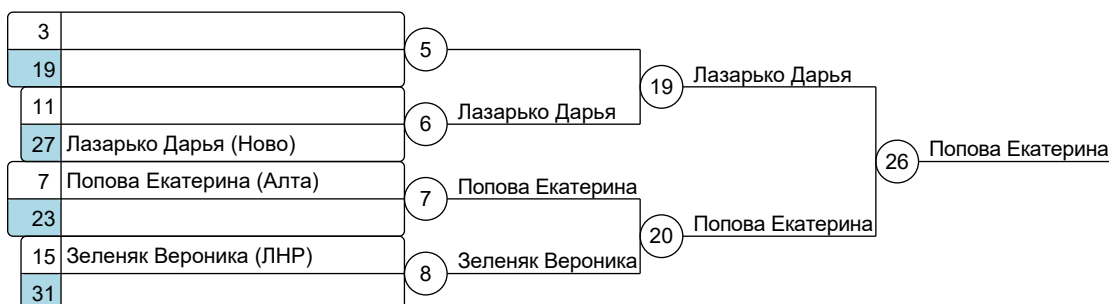 3
19
5
11
27 Лазарько Дарья (Ново)
6 Лазарько Дарья
19 Лазарько Дарья
7 Попова Екатерина (Алта)
23
7 Попова Екатерина
15 Зеленяк Вероника (ЛНР)
31
8 Зеленяк Вероника
20 Попова Екатерина
26 Попова Екатерина